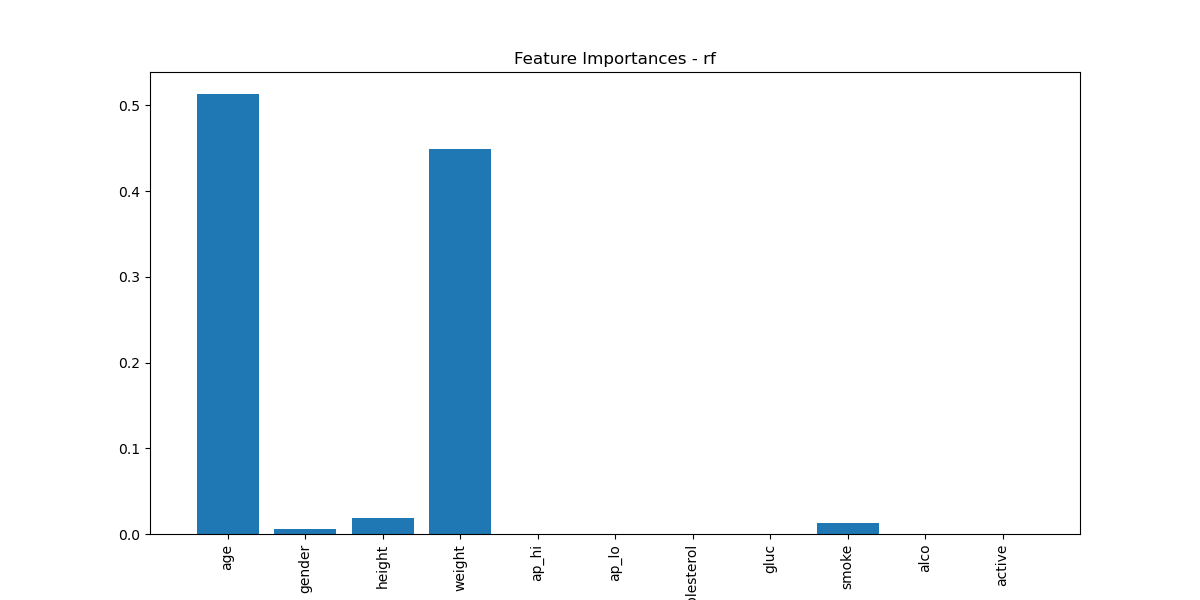 Feature Importances - rf
0.5
0.4
0.3
0.2
0.1
0.0
age
gender
height
weight
ap_hi
ap_lo
olesterol
gluc
smoke
alco
active